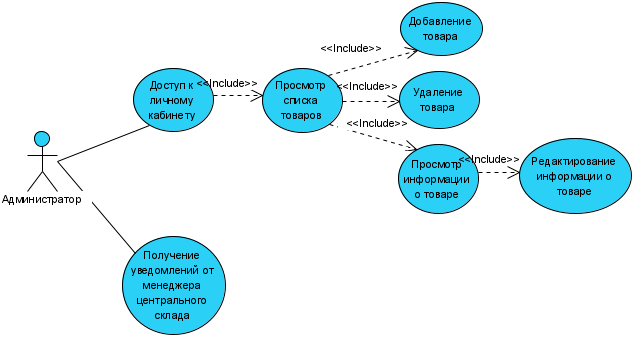 Добавление
товара
<<Include>>
Доступ к
личному
кабинету
<<Include>>
Просмотр
списка
товаров
<<Include>>
Удаление
товара
<<Include>>
Просмотр
информации
о товаре
<<Include>>
Редактирование
информации о
товаре
Администратор
Получение
уведомлений от
менеджера
центрального
склада